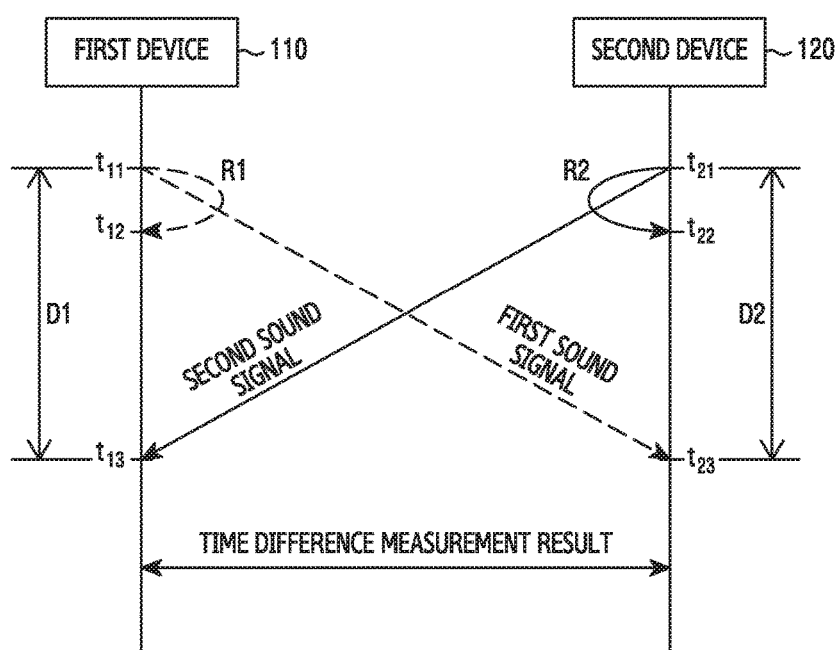 FIRST DEVICE
110
SECOND DEVICE
120
t11
R1
R2
t21
t12
t22
D1
SECOND SOUND
SIGNAL
FIRST SOUND
SIGNAL
D2
t13
t23
TIME DIFFERENCE MEASUREMENT RESULT